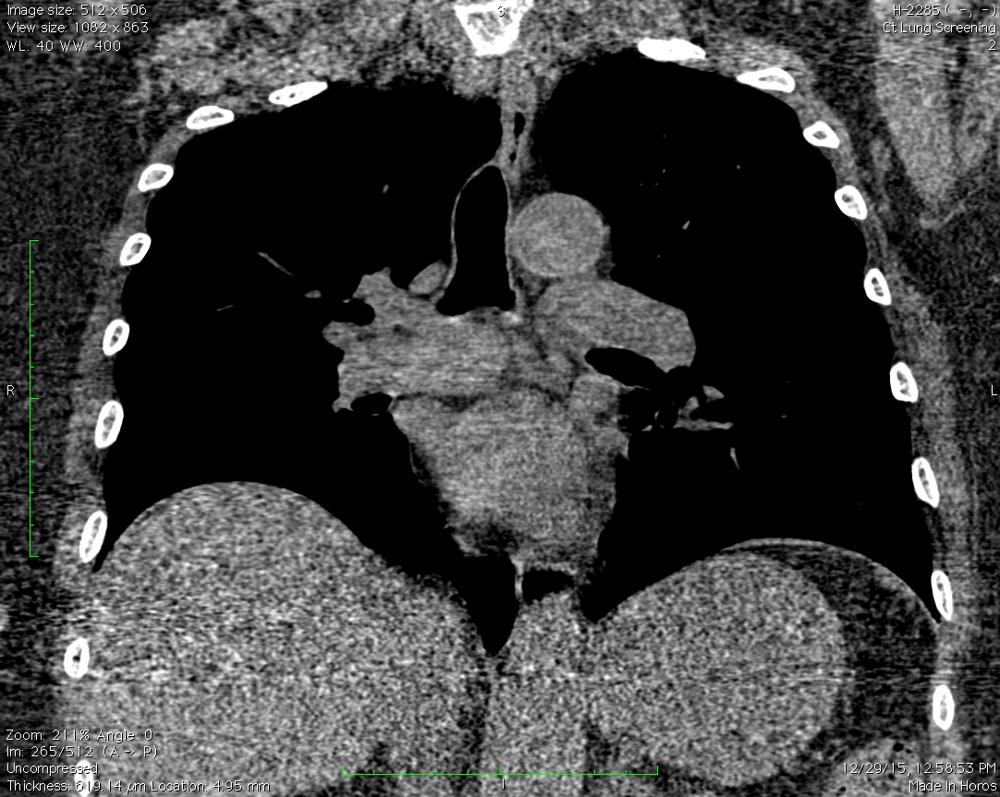 Image size: 512 x 506
View size: 1082 x 863
WL: 40 WW: 400
S
H-2285 ( -, -)
Ct Lung Screening
2
R
L
Zoom: 211% Angle: 0
Im: 265/512 (A -> P)
Uncompressed
Thickness: 619.14 µm Location: 4.95 mm
I
12/29/15, 12:58:53 PM
Made In Horos